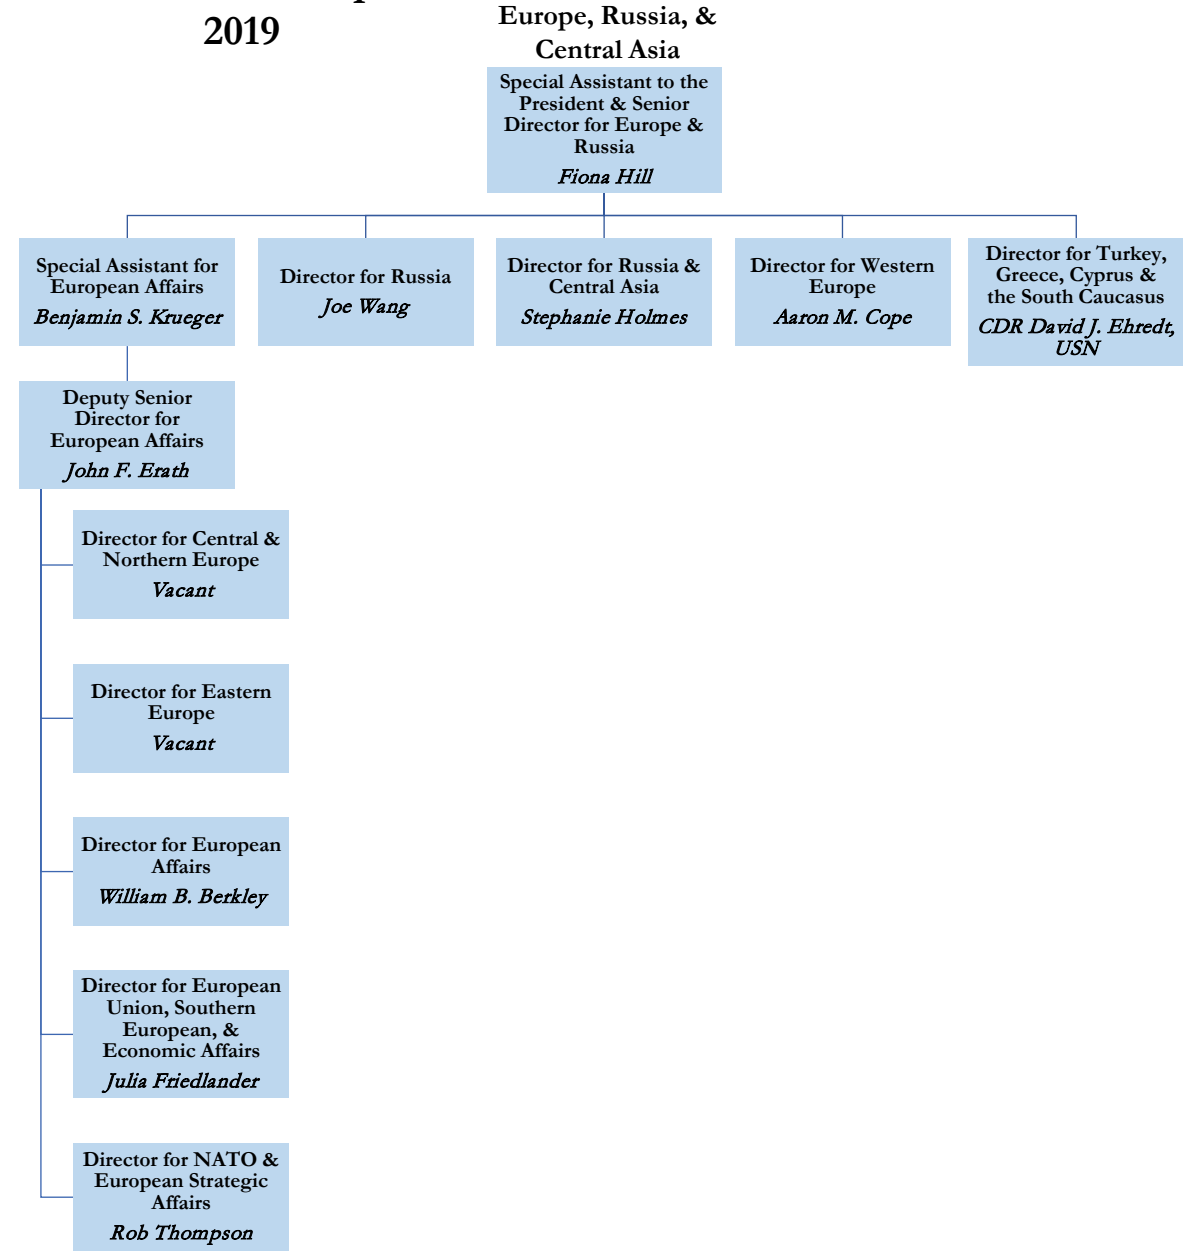 2019
Europe, Russia, &
Central Asia
Special Assistant to the
President & Senior
Director for Europe &
Russia
Fiona Hill
Special Assistant for
European Affairs
Benjamin S. Krueger
Director for Russia
Joe Wang
Director for Russia &
Central Asia
Stephanie Holmes
Director for Western
Europe
Aaron M. Cope
Director for Turkey,
Greece, Cyprus &
the South Caucasus
CDR David J. Ehredt,
USN
Deputy Senior
Director for
European Affairs
John F. Erath
Director for Central &
Northern Europe
Vacant
Director for Eastern
Europe
Vacant
Director for European
Affairs
William B. Berkley
Director for European
Union, Southern
European, &
Economic Affairs
Julia Friedlander
Director for NATO &
European Strategic
Affairs
Rob Thompson